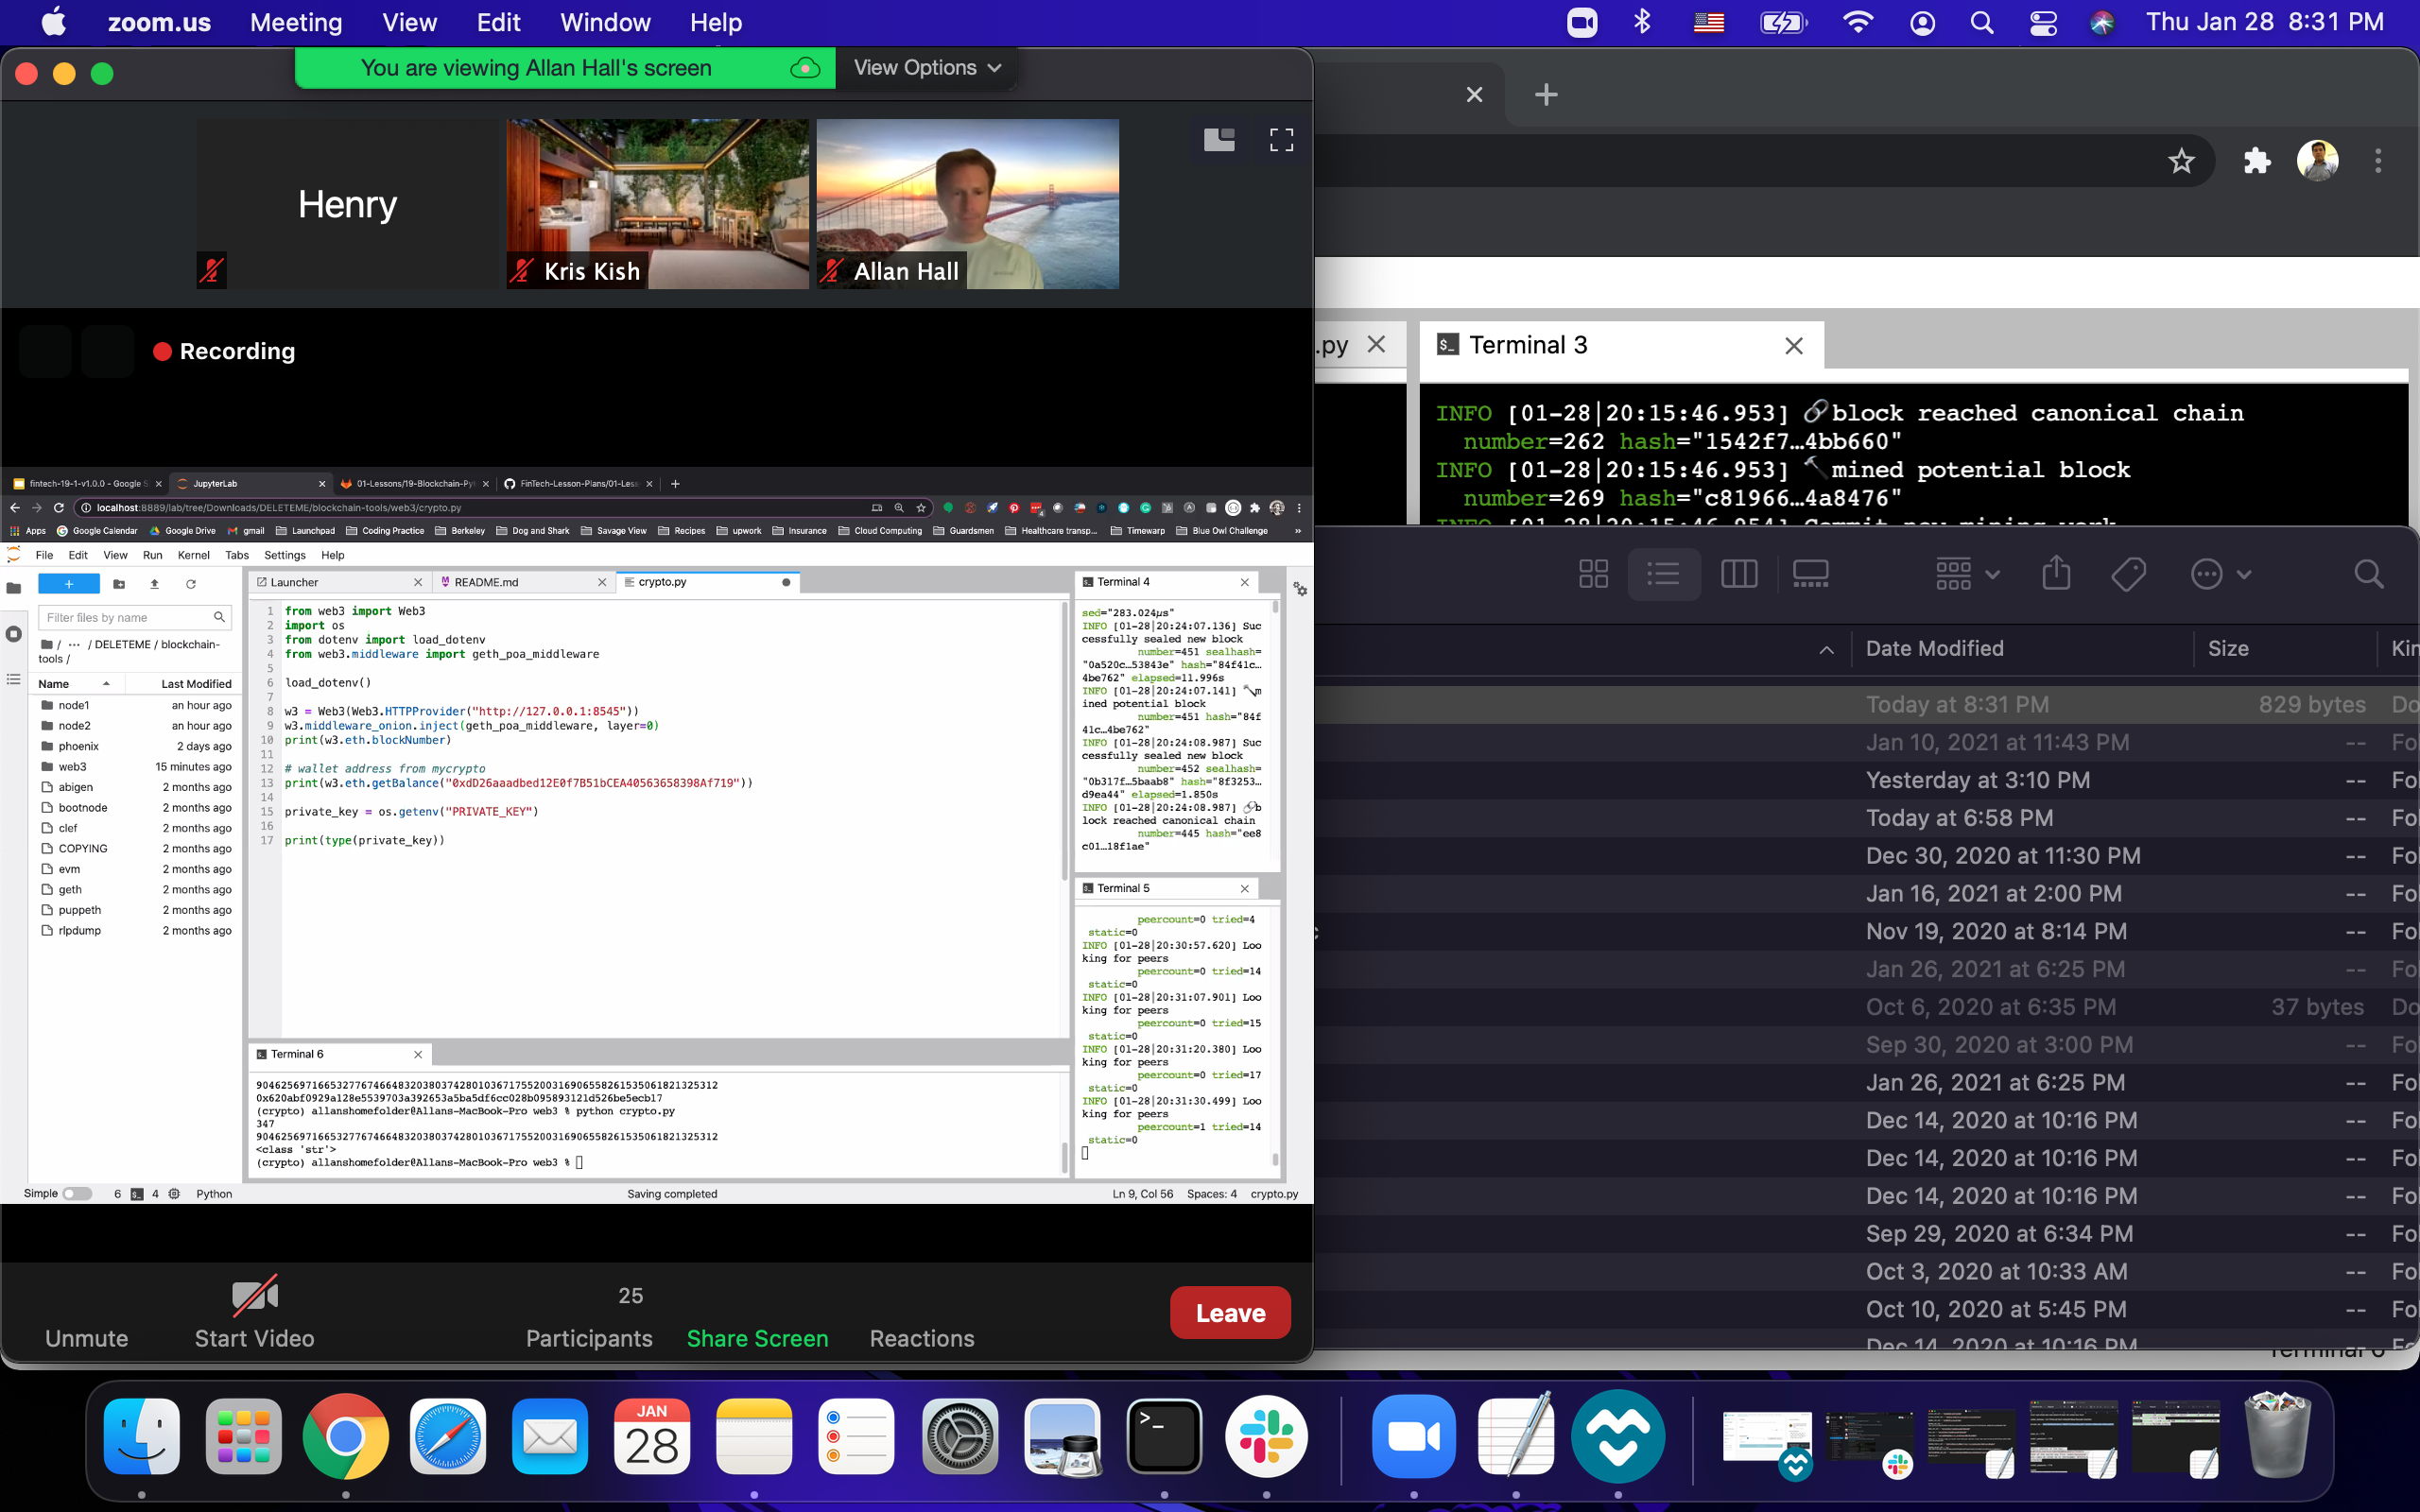 zoom.us Meeting View Edit Window Help
Thu Jan 28 8:31 PM
You are viewing Allan Hall's screen View Options
Henry
Kris Kish
Allan Hall
Recording
fintech-19-1-v1.0.0 - Google S JupyterLab 01-Lessons/19-Blockchain-Pyt FinTech-Lesson-Plans/01-Less
localhost:8889/lab/tree/Downloads/DELETEME/blockchain-tools/web3/crypto.py
Apps Google Calendar Google Drive gmail Launchpad Coding Practice Berkeley Dog and Shark Savage View Recipes upwork Insurance Cloud Computing Guardsmen Healthcare transp... Timewarp Blue Owl Challenge »
File Edit View Run Kernel Tabs Settings Help
Filter files by name
/ ··· / DELETEME / blockchain-
tools /
Name Last Modified
node1 an hour ago
node2 an hour ago
phoenix 2 days ago
web3 15 minutes ago
abigen 2 months ago
bootnode 2 months ago
clef 2 months ago
COPYING 2 months ago
evm 2 months ago
geth 2 months ago
puppeth 2 months ago
rlpdump 2 months ago
Launcher README.md crypto.py
1 from web3 import Web3
2 import os
3 from dotenv import load_dotenv
4 from web3.middleware import geth_poa_middleware
5
6 load_dotenv()
7
8 w3 = Web3(Web3.HTTPProvider("http://127.0.0.1:8545"))
9 w3.middleware_onion.inject(geth_poa_middleware, layer=0)
10 print(w3.eth.blockNumber)
11
12 # wallet address from mycrypto
13 print(w3.eth.getBalance("0xdD26aaadbed12E0f7B51bCEA40563658398Af719"))
14
15 private_key = os.getenv("PRIVATE_KEY")
16
17 print(type(private_key))
Terminal 4
sed="283.024µs"
INFO [01-28|20:24:07.136] Suc
cessfully sealed new block
number=451 sealhash=
"0a520c…53843e" hash="84f41c…
4be762" elapsed=11.996s
INFO [01-28|20:24:07.141] 🔨m
ined potential block
number=451 hash="84f
41c…4be762"
INFO [01-28|20:24:08.987] Suc
cessfully sealed new block
number=452 sealhash=
"0b317f…5baab8" hash="8f3253…
d9ea44" elapsed=1.850s
INFO [01-28|20:24:08.987] 🔗b
lock reached canonical chain
number=445 hash="ee8
c01…18f1ae"
Terminal 5
peercount=0 tried=4
static=0
INFO [01-28|20:30:57.620] Loo
king for peers
peercount=0 tried=14
static=0
INFO [01-28|20:31:07.901] Loo
king for peers
peercount=0 tried=15
static=0
INFO [01-28|20:31:20.380] Loo
king for peers
peercount=0 tried=17
static=0
INFO [01-28|20:31:30.499] Loo
king for peers
peercount=1 tried=14
static=0
Terminal 6
904625697166532776746648320380374280103671755200316906558261535061821325312
0x620abf0929a128e5539703a392653a5ba5df6cc028b095893121d526be5ecb17
(crypto) allanshomefolder@Allans-MacBook-Pro web3 % python crypto.py
347
904625697166532776746648320380374280103671755200316906558261535061821325312
<class 'str'>
(crypto) allanshomefolder@Allans-MacBook-Pro web3 %
Simple 6 4 Python Saving completed Ln 9, Col 56 Spaces: 4 crypto.py
25
Unmute Start Video Participants Share Screen Reactions Leave
.py Terminal 3
INFO [01-28|20:15:46.953] 🔗block reached canonical chain
number=262 hash="1542f7…4bb660"
INFO [01-28|20:15:46.953] 🔨mined potential block
number=269 hash="c81966…4a8476"
Date Modified Size Kin
Today at 8:31 PM 829 bytes Do
Jan 10, 2021 at 11:43 PM -- Fo
Yesterday at 3:10 PM -- Fo
Today at 6:58 PM -- Fo
Dec 30, 2020 at 11:30 PM -- Fo
Jan 16, 2021 at 2:00 PM -- Fo
Nov 19, 2020 at 8:14 PM -- Fo
Jan 26, 2021 at 6:25 PM -- Fo
Oct 6, 2020 at 6:35 PM 37 bytes Do
Sep 30, 2020 at 3:00 PM -- Fo
Jan 26, 2021 at 6:25 PM -- Fo
Dec 14, 2020 at 10:16 PM -- Fo
Dec 14, 2020 at 10:16 PM -- Fo
Dec 14, 2020 at 10:16 PM -- Fo
Sep 29, 2020 at 6:34 PM -- Fo
Oct 3, 2020 at 10:33 AM -- Fo
Oct 10, 2020 at 5:45 PM -- Fo
Dec 14, 2020 at 10:16 PM -- Fo
Terminal 6
JAN
28